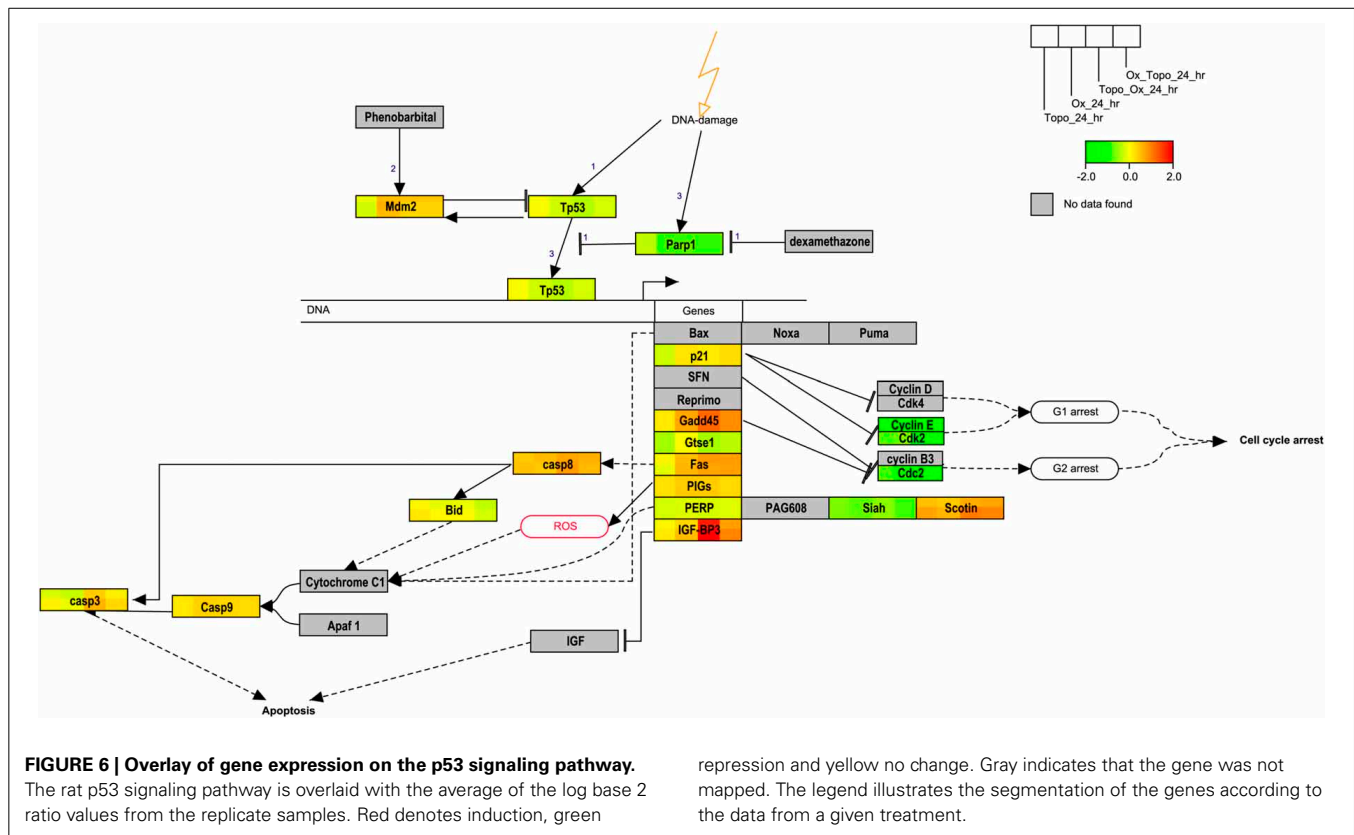 Ox_Topo_24_hr
Topo_Ox_24_hr
Ox_24_hr
Topo_24_hr
-2.0 0.0 2.0
No data found
DNA-damage
Phenobarbital
2
1
3
Mdm2
Tp53
1
Parp1
1
dexamethazone
3
Tp53
DNA
Genes
Bax Noxa Puma
p21
SFN
Reprimo
Gadd45
Gtse1
Fas
PIGs
PERP PAG608 Siah Scotin
IGF-BP3
Cyclin D
Cdk4
Cyclin E
Cdk2
cyclin B3
Cdc2
G1 arrest
G2 arrest
Cell cycle arrest
casp8
Bid
ROS
Cytochrome C1
casp3
Casp9
Apaf 1
IGF
Apoptosis
FIGURE 6 | Overlay of gene expression on the p53 signaling pathway.
The rat p53 signaling pathway is overlaid with the average of the log base 2
ratio values from the replicate samples. Red denotes induction, green
repression and yellow no change. Gray indicates that the gene was not
mapped. The legend illustrates the segmentation of the genes according to
the data from a given treatment.